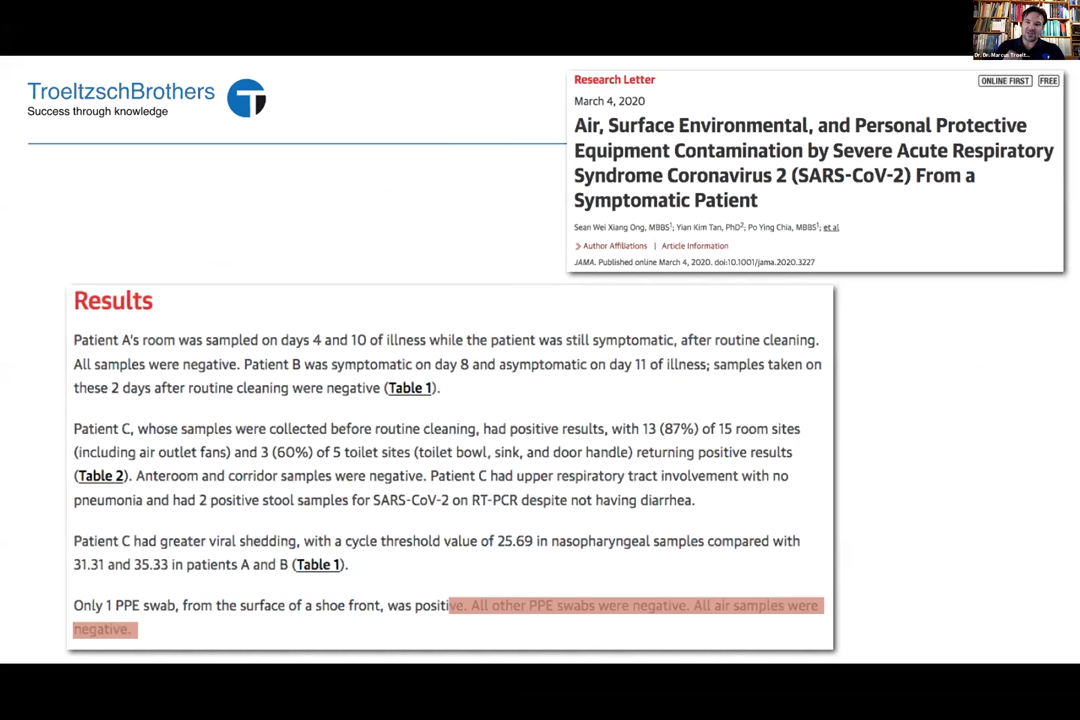 Dr. Dr. Marcus Troelt...
TroeltzschBrothers
Success through knowledge
Research Letter
ONLINE FIRST FREE
March 4, 2020
Air, Surface Environmental, and Personal Protective
Equipment Contamination by Severe Acute Respiratory
Syndrome Coronavirus 2 (SARS-CoV-2) From a
Symptomatic Patient
Sean Wei Xiang Ong, MBBS1; Yian Kim Tan, PhD2; Po Ying Chia, MBBS1; et al
Author Affiliations | Article Information
JAMA. Published online March 4, 2020. doi:10.1001/jama.2020.3227
Results
Patient A's room was sampled on days 4 and 10 of illness while the patient was still symptomatic, after routine cleaning.
All samples were negative. Patient B was symptomatic on day 8 and asymptomatic on day 11 of illness; samples taken on
these 2 days after routine cleaning were negative (Table 1).
Patient C, whose samples were collected before routine cleaning, had positive results, with 13 (87%) of 15 room sites
(including air outlet fans) and 3 (60%) of 5 toilet sites (toilet bowl, sink, and door handle) returning positive results
(Table 2). Anteroom and corridor samples were negative. Patient C had upper respiratory tract involvement with no
pneumonia and had 2 positive stool samples for SARS-CoV-2 on RT-PCR despite not having diarrhea.
Patient C had greater viral shedding, with a cycle threshold value of 25.69 in nasopharyngeal samples compared with
31.31 and 35.33 in patients A and B (Table 1).
Only 1 PPE swab, from the surface of a shoe front, was positive. All other PPE swabs were negative. All air samples were
negative.